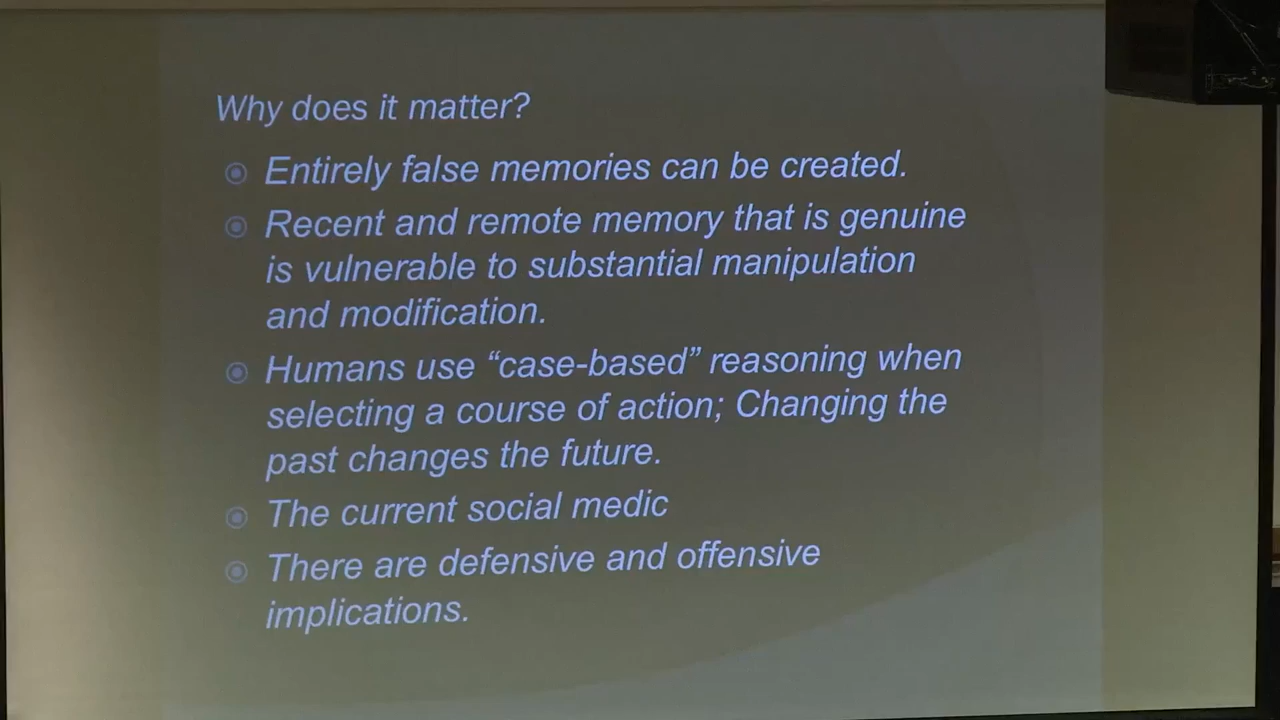 Why does it matter?
Entirely false memories can be created.
Recent and remote memory that is genuine
is vulnerable to substantial manipulation
and modification.
Humans use “case-based” reasoning when
selecting a course of action; Changing the
past changes the future.
The current social medic
There are defensive and offensive
implications.